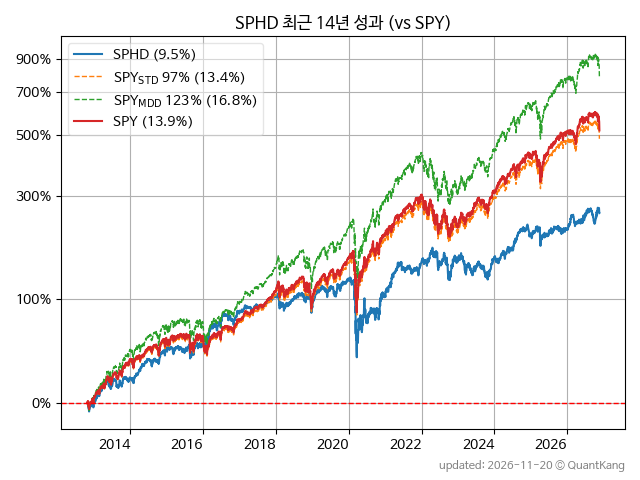 SPHD 최근 14년 성과 (vs SPY)
SPHD (9.5%)
SPY_STD 97% (13.4%)
SPY_MDD 123% (16.8%)
SPY (13.9%)
900%
700%
500%
300%
100%
0%
2014 2016 2018 2020 2022 2024 2026
updated: 2026-11-20 © QuantKang